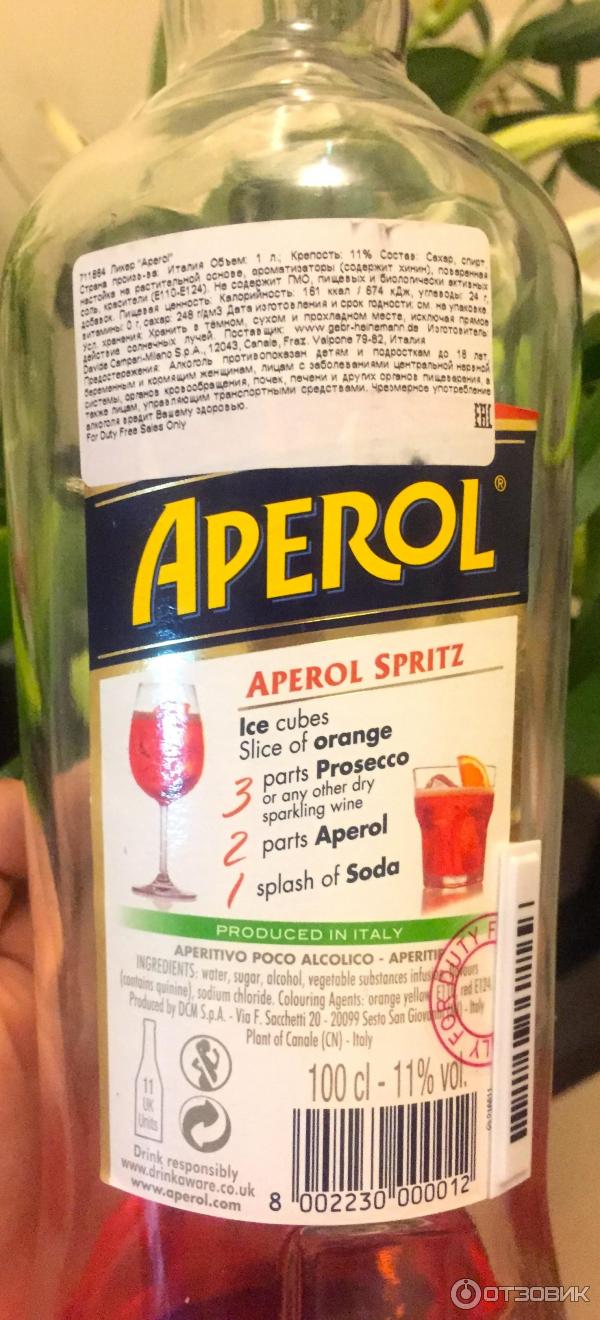 711884 Ликер "Aperol"
Страна произв-ва: Италия Объем: 1 л.; Крепость: 11% Состав: Сахар, спирт,
настойка на растительной основе, ароматизаторы (содержит хинин), поваренная
соль, красители (E110-E124). Не содержит ГМО, пищевых и биологически активных
добавок. Пищевая ценность: Калорийность: 161 ккал / 674 кДж, углеводы: 24 г,
витамины: 0 г, сахар: 248 г/дм3 Дата изготовления и срок годности: см. на упаковке.
Усл. хранения: Хранить в темном, сухом и прохладном месте, исключая прямое
действие солнечных лучей. Поставщик: www.gebr-heinemann.de Изготовитель:
Davide Campari-Milano S.p.A., 12043, Canale, Fraz. Valpone 79-82, Италия
Предостережения: Алкоголь противопоказан детям и подросткам до 18 лет,
беременным и кормящим женщинам, лицам с заболеваниями центральной нервной
системы, органов кровообращения, почек, печени и других органов пищеварения, а
также лицам, управляющим транспортными средствами. Чрезмерное употребление
алкоголя вредит Вашему здоровью.
For Duty Free Sales Only
EAC
APEROL®
APEROL SPRITZ
Ice cubes
Slice of orange
3 parts Prosecco
or any other dry
sparkling wine
2 parts Aperol
1 splash of Soda
PRODUCED IN ITALY
APERITIVO POCO ALCOLICO - APERITIF
INGREDIENTS: water, sugar, alcohol, vegetable substances infusion,
(contains quinine), sodium chloride. Colouring Agents: orange yellow red E124.
Produced by DCM S.p.A. - Via F. Sacchetti 20 - 20099 Sesto San Giovanni - Italy
Plant of Canale (CN) - Italy
DUTY F
FOR
11
UK
Units
100 cl - 11% vol.
Drink responsibly
www.drinkaware.co.uk
www.aperol.com
8 002230 000012
ОТЗОВИК